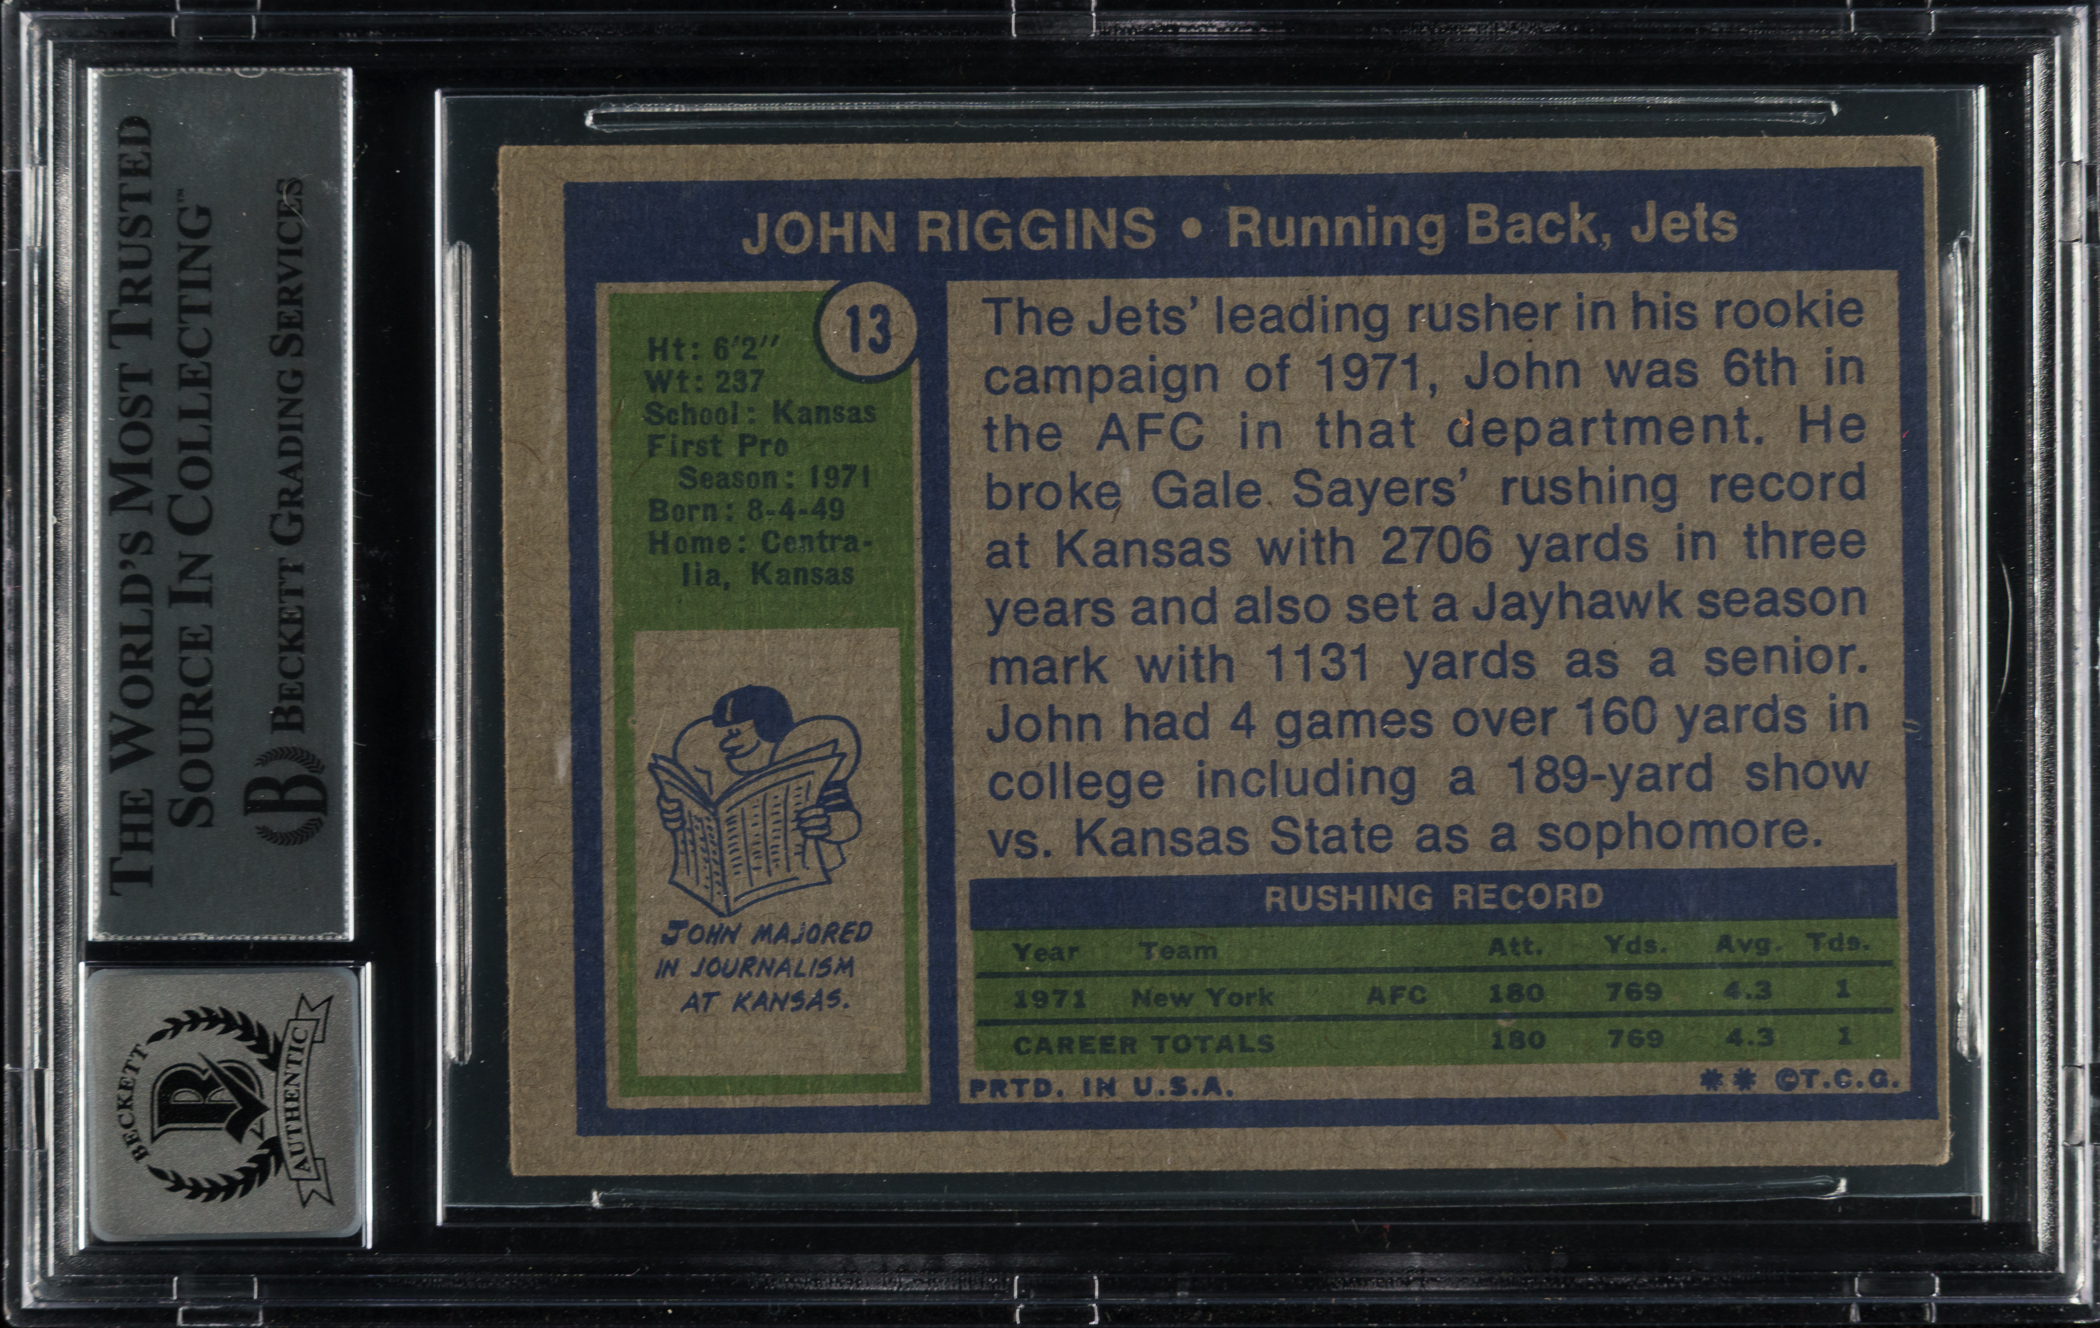 THE WORLD'S MOST TRUSTED
SOURCE IN COLLECTING™
BECKETT GRADING SERVICES
B
BECKETT
B
AUTHENTIC
JOHN RIGGINS • Running Back, Jets
13
Ht: 6'2"
Wt: 237
School: Kansas
First Pro
Season: 1971
Born: 8-4-49
Home: Centra-
lia, Kansas
JOHN MAJORED
IN JOURNALISM
AT KANSAS.
The Jets' leading rusher in his rookie
campaign of 1971, John was 6th in
the AFC in that department. He
broke Gale Sayers' rushing record
at Kansas with 2706 yards in three
years and also set a Jayhawk season
mark with 1131 yards as a senior.
John had 4 games over 160 yards in
college including a 189-yard show
vs. Kansas State as a sophomore.
RUSHING RECORD
Year Team Att. Yds. Avg. Tds.
1971 New York AFC 180 769 4.3 1
CAREER TOTALS 180 769 4.3 1
PRTD. IN U.S.A. ** ©T.C.G.